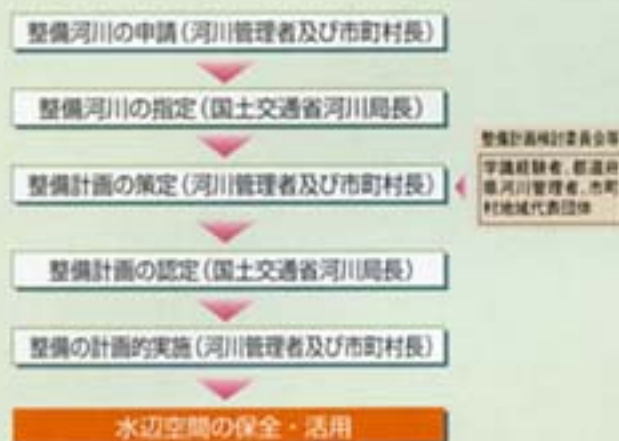 整備河川の申請(河川管理者及び市町村長)
整備河川の指定(国土交通省河川局長)
整備計画の策定(河川管理者及び市町村長)
整備計画検討委員会等
学識経験者、都道府
県河川管理者、市町
村地域代表団体
整備計画の認定(国土交通省河川局長)
整備の計画的実施(河川管理者及び市町村長)
水辺空間の保全・活用